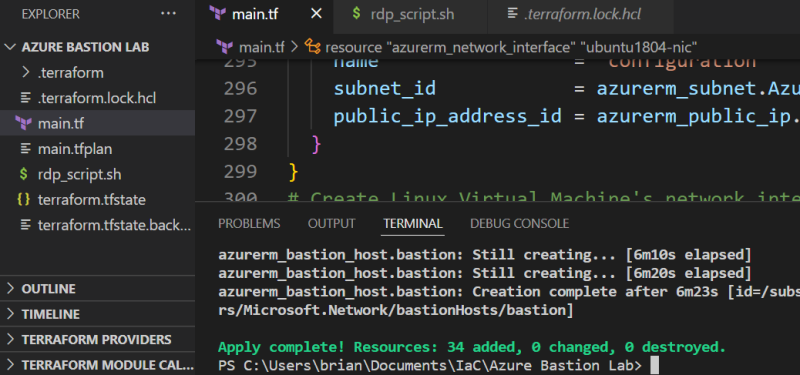 EXPLORER
AZURE BASTION LAB
.terraform
.terraform.lock.hcl
main.tf
main.tfplan
rdp_script.sh
terraform.tfstate
terraform.tfstate.back...
OUTLINE
TIMELINE
TERRAFORM PROVIDERS
TERRAFORM MODULE CAL...
main.tf rdp_script.sh .terraform.lock.hcl
main.tf > resource "azurerm_network_interface" "ubuntu1804-nic"
295 name = "configuration"
296 subnet_id = azurerm_subnet.Azu
297 public_ip_address_id = azurerm_public_ip.
298 }
299 }
300 # Create Linux Virtual Machine's network inte
PROBLEMS OUTPUT TERMINAL DEBUG CONSOLE
azurerm_bastion_host.bastion: Still creating... [6m10s elapsed]
azurerm_bastion_host.bastion: Still creating... [6m20s elapsed]
azurerm_bastion_host.bastion: Creation complete after 6m23s [id=/subs
rs/Microsoft.Network/bastionHosts/bastion]
Apply complete! Resources: 34 added, 0 changed, 0 destroyed.
PS C:\Users\brian\Documents\IaC\Azure Bastion Lab>